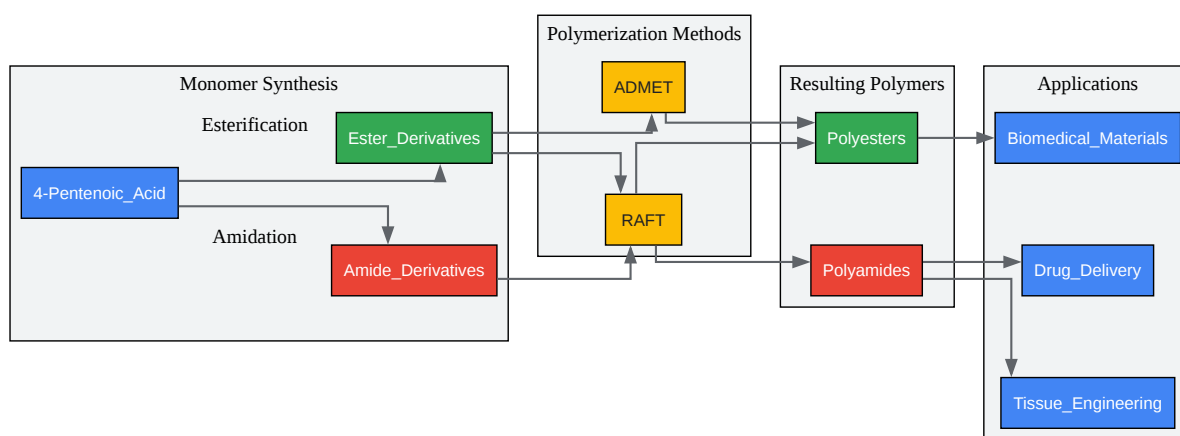 Monomer Synthesis
Esterification
Ester_Derivatives
4-Pentenoic_Acid
Amidation
Amide_Derivatives
Polymerization Methods
ADMET
RAFT
Resulting Polymers
Polyesters
Polyamides
Applications
Biomedical_Materials
Drug_Delivery
Tissue_Engineering